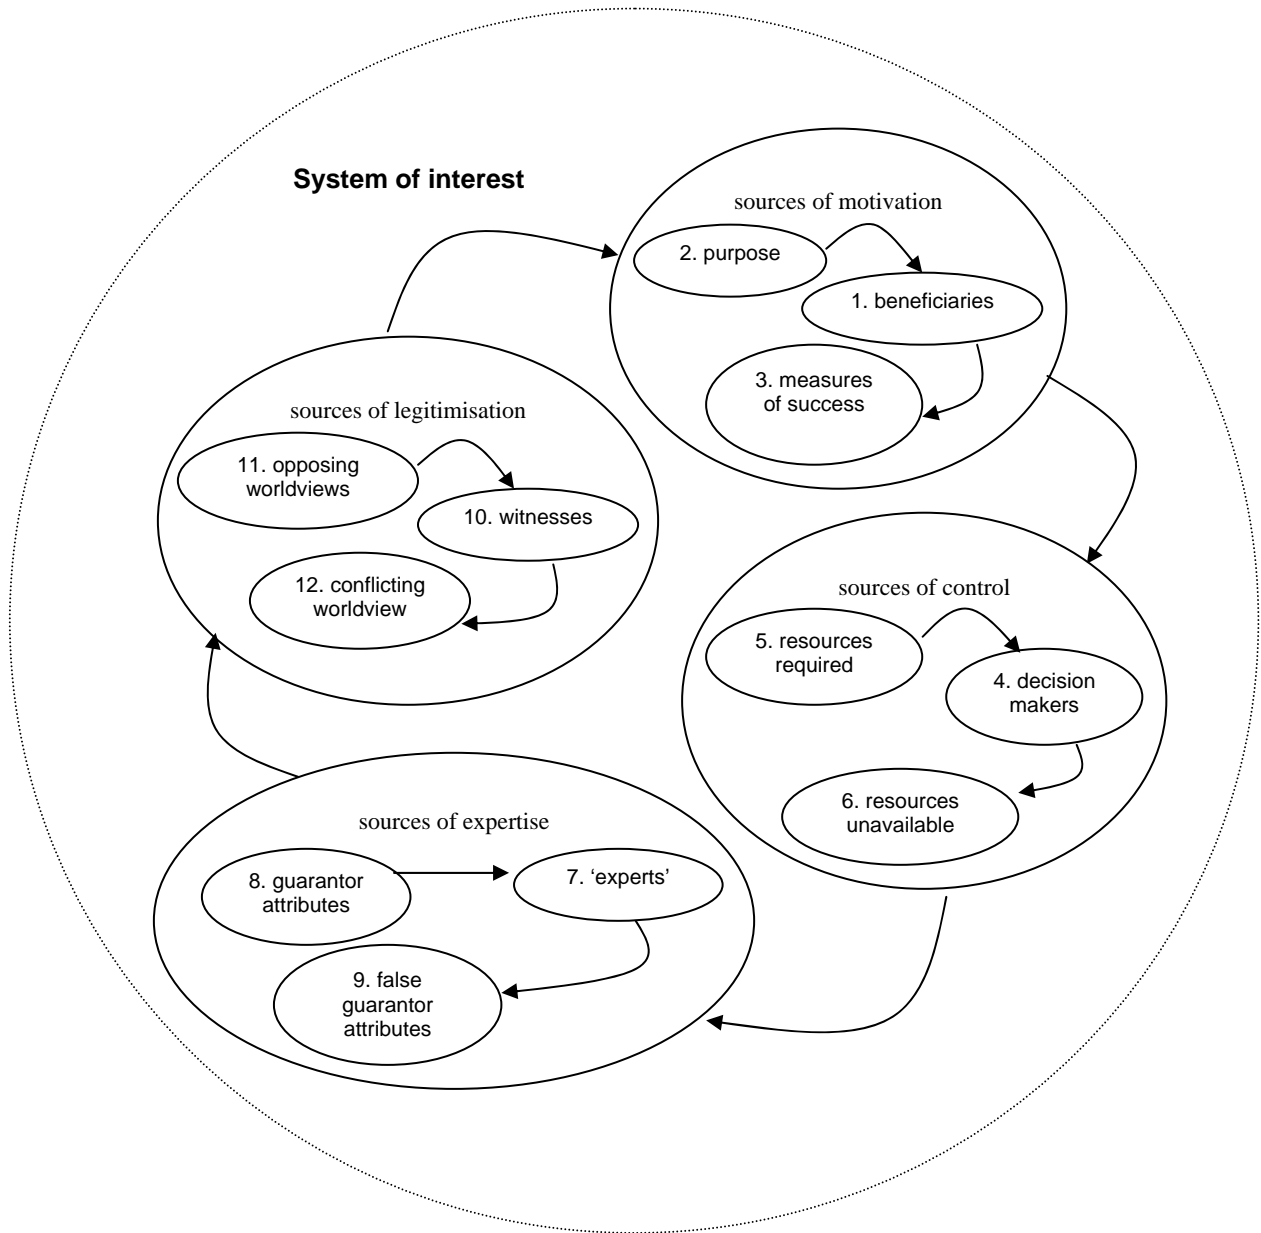 System of interest
sources of motivation
2. purpose
1. beneficiaries
3. measures
of success
sources of legitimisation
11. opposing
worldviews
10. witnesses
12. conflicting
worldview
sources of control
5. resources
required
4. decision
makers
6. resources
unavailable
sources of expertise
8. guarantor
attributes
7. ‘experts’
9. false
guarantor
attributes